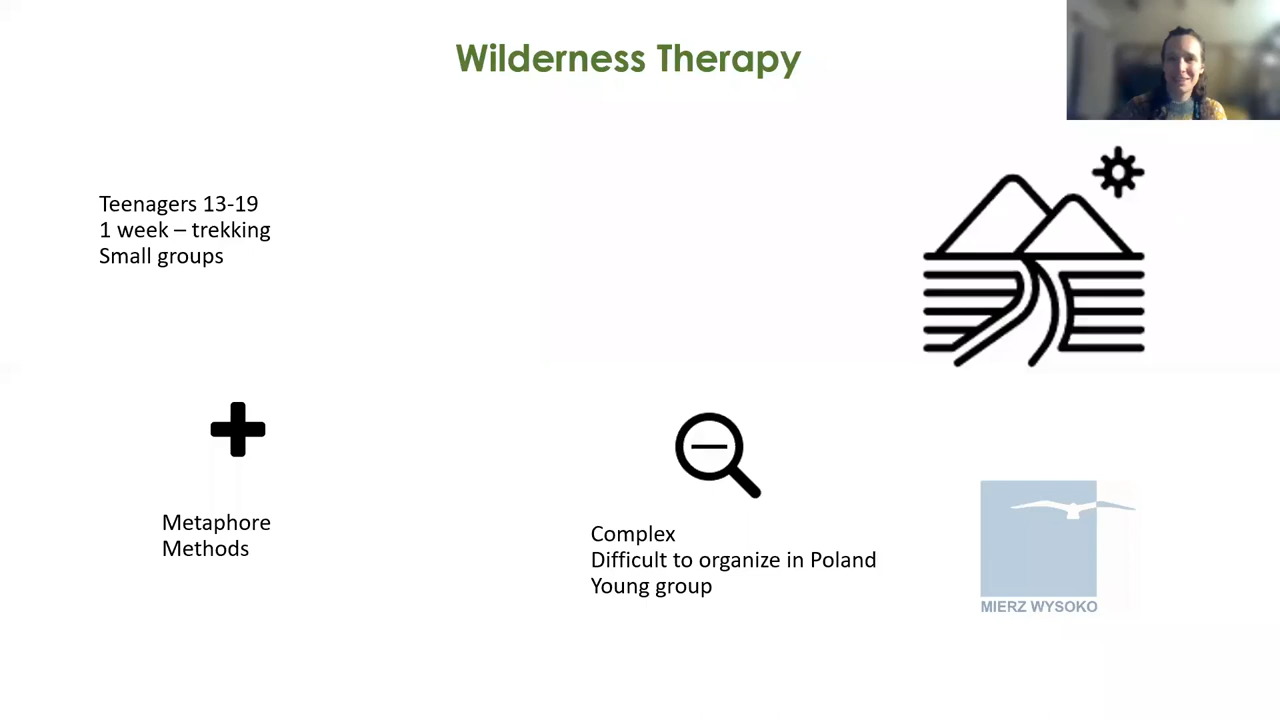 Wilderness Therapy
Teenagers 13-19
1 week – trekking
Small groups
Metaphore
Methods
Complex
Difficult to organize in Poland
Young group
MIERZ WYSOKO